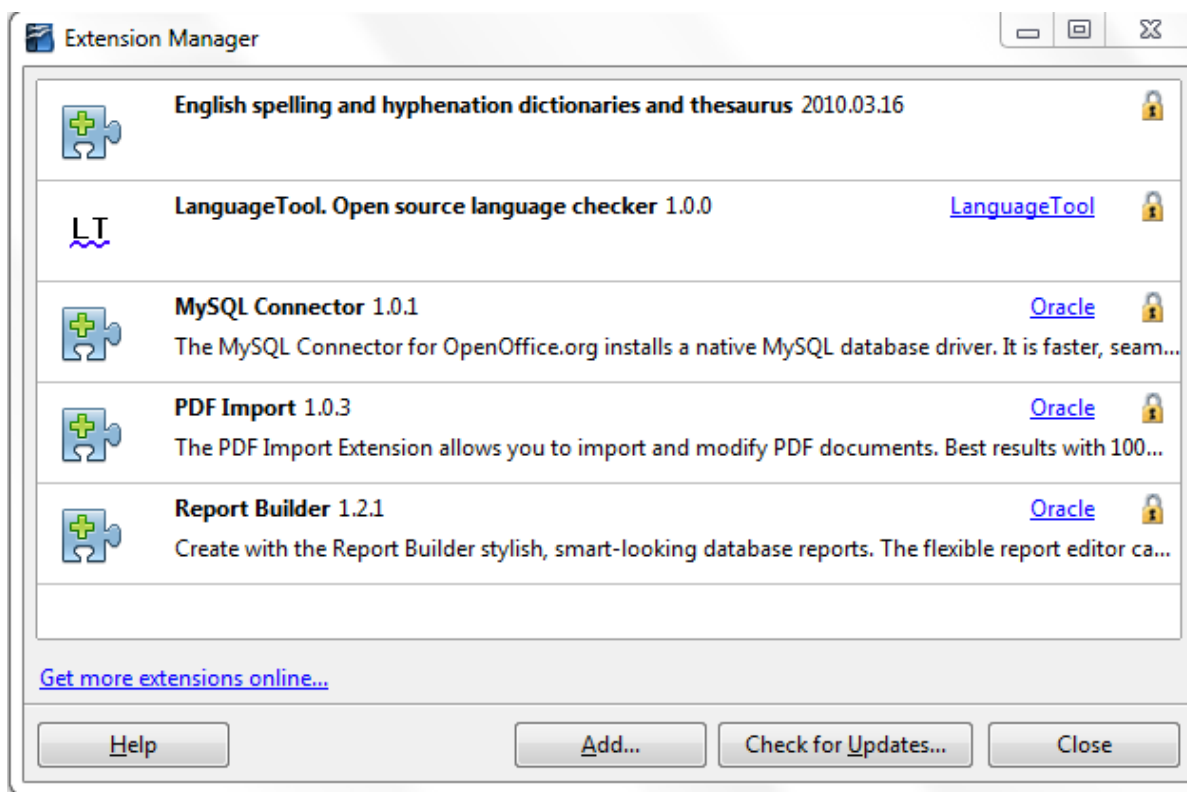 Extension Manager
English spelling and hyphenation dictionaries and thesaurus 2010.03.16
LT
LanguageTool. Open source language checker 1.0.0 LanguageTool
MySQL Connector 1.0.1 Oracle
The MySQL Connector for OpenOffice.org installs a native MySQL database driver. It is faster, seam...
PDF Import 1.0.3 Oracle
The PDF Import Extension allows you to import and modify PDF documents. Best results with 100...
Report Builder 1.2.1 Oracle
Create with the Report Builder stylish, smart-looking database reports. The flexible report editor ca...
Get more extensions online...
Help Add... Check for Updates... Close